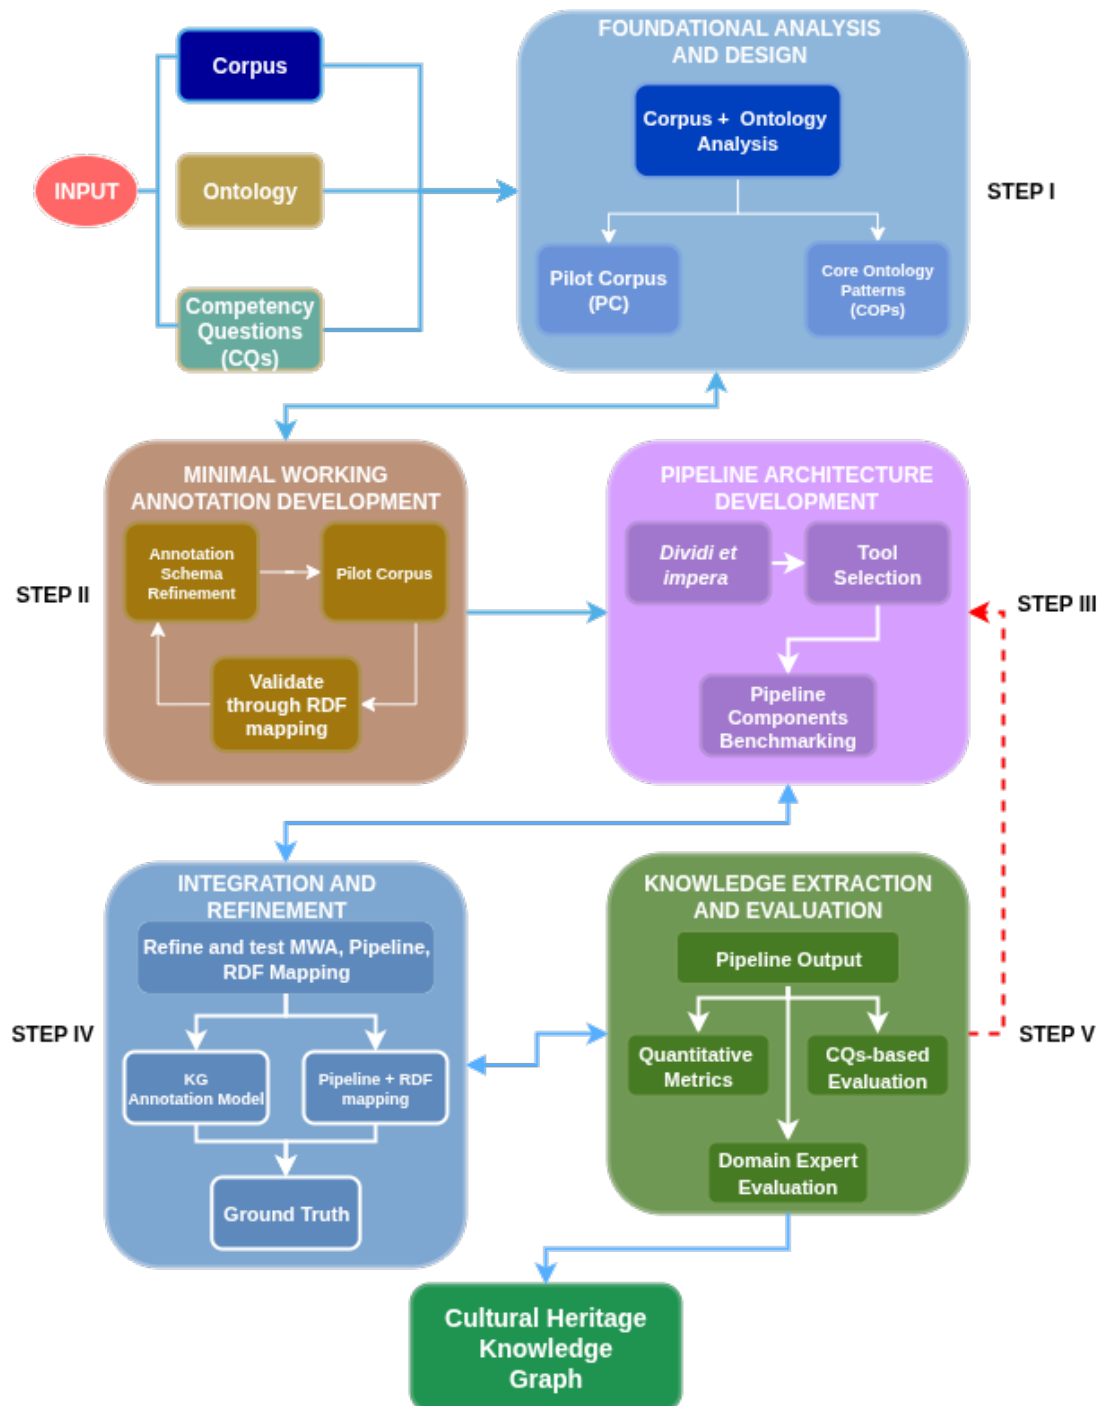 INPUT
Corpus
Ontology
Competency
Questions
(CQs)
FOUNDATIONAL ANALYSIS
AND DESIGN
Corpus + Ontology
Analysis
Pilot Corpus
(PC)
Core Ontology
Patterns
(COPs)
STEP I
STEP II
MINIMAL WORKING
ANNOTATION DEVELOPMENT
Annotation
Schema
Refinement
Pilot Corpus
Validate
through RDF
mapping
PIPELINE ARCHITECTURE
DEVELOPMENT
Dividi et
impera
Tool
Selection
Pipeline
Components
Benchmarking
STEP III
STEP IV
INTEGRATION AND
REFINEMENT
Refine and test MWA, Pipeline,
RDF Mapping
KG
Annotation Model
Pipeline + RDF
mapping
Ground Truth
KNOWLEDGE EXTRACTION
AND EVALUATION
Pipeline Output
Quantitative
Metrics
CQs-based
Evaluation
Domain Expert
Evaluation
STEP V
Cultural Heritage
Knowledge
Graph